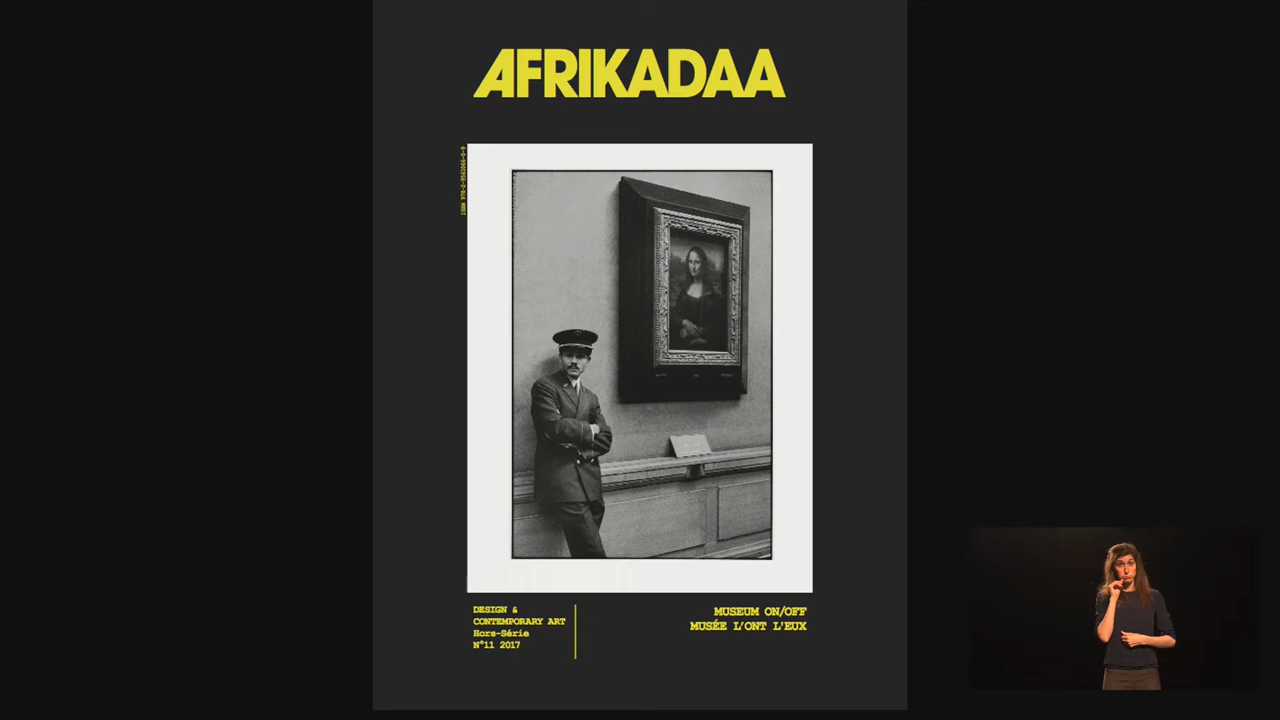 AFRIKADAA
DESIGN &
CONTEMPORARY ART
Hors-Série
N°11 2017
MUSEUM ON/OFF
MUSÉE L/ONT L'EUX